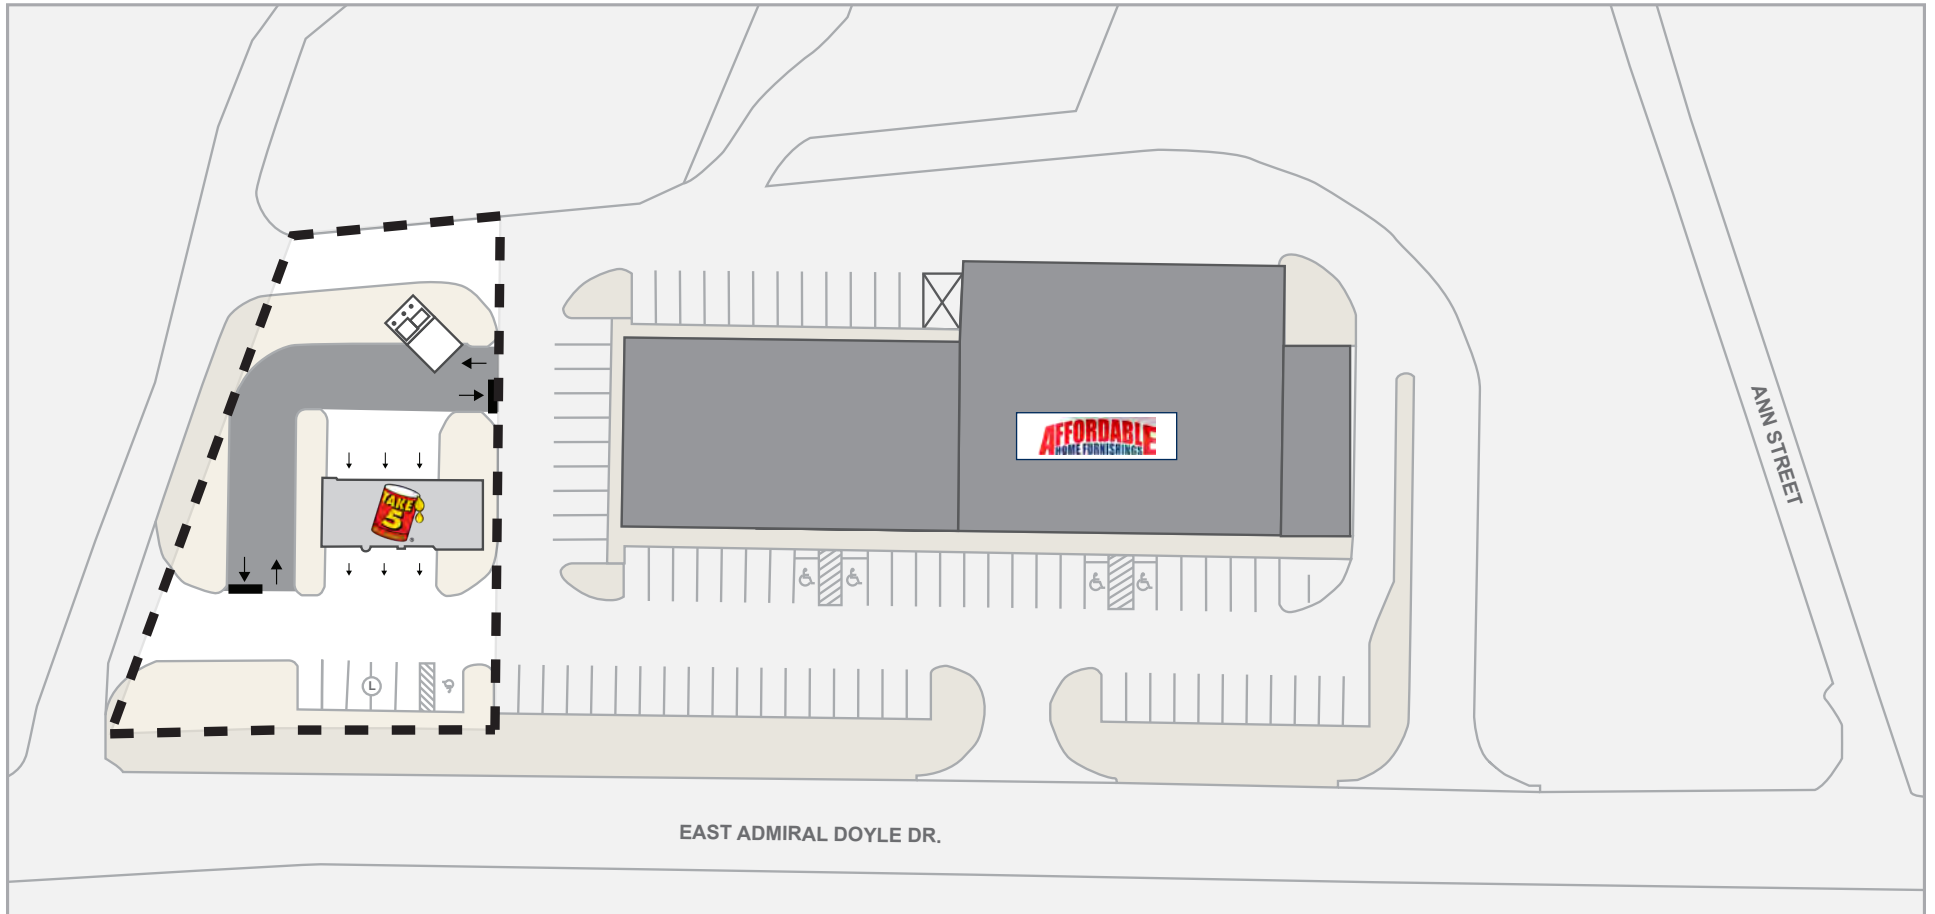 AFFORDABLE
HOME FURNISHINGS
TAKE
5
ANN STREET
L
EAST ADMIRAL DOYLE DR.